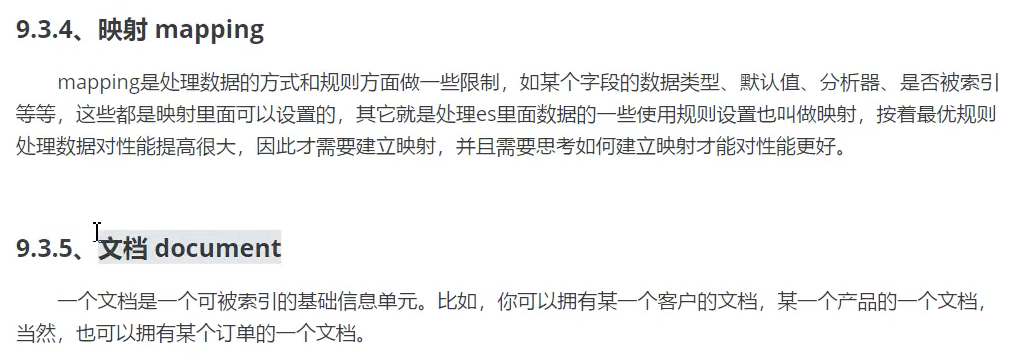 9.3.4、映射 mapping
mapping是处理数据的方式和规则方面做一些限制，如某个字段的数据类型、默认值、分析器、是否被索引
等等，这些都是映射里面可以设置的，其它就是处理es里面数据的一些使用规则设置也叫做映射，按着最优规则
处理数据对性能提高很大，因此才需要建立映射，并且需要思考如何建立映射才能对性能更好。
9.3.5、文档 document
一个文档是一个可被索引的基础信息单元。比如，你可以拥有某一个客户的文档，某一个产品的一个文档，
当然，也可以拥有某个订单的一个文档。